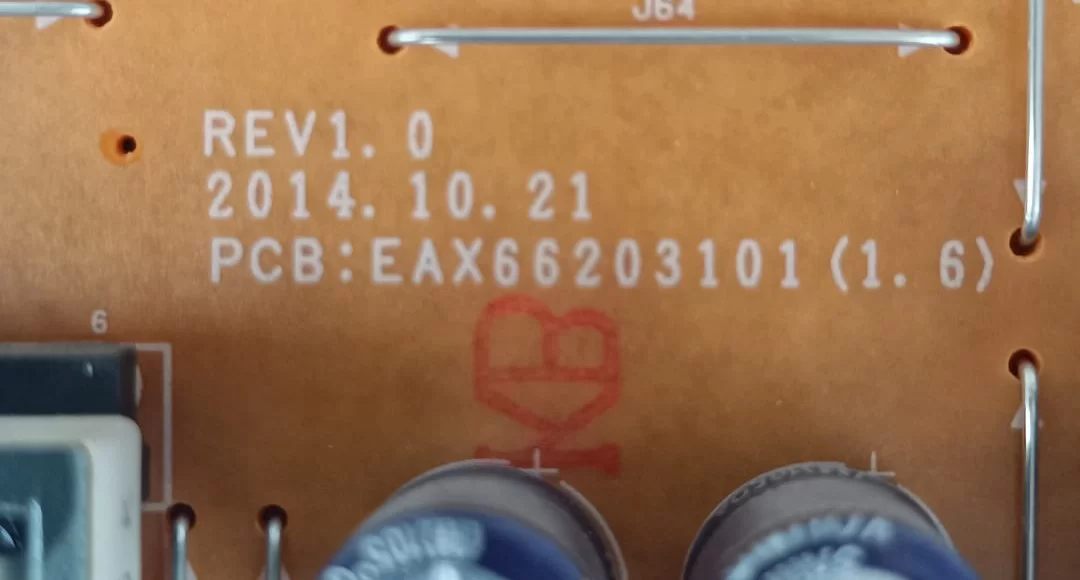 J64
REV1. 0
2014. 10. 21
PCB:EAX66203101(1. 6)
6
KB